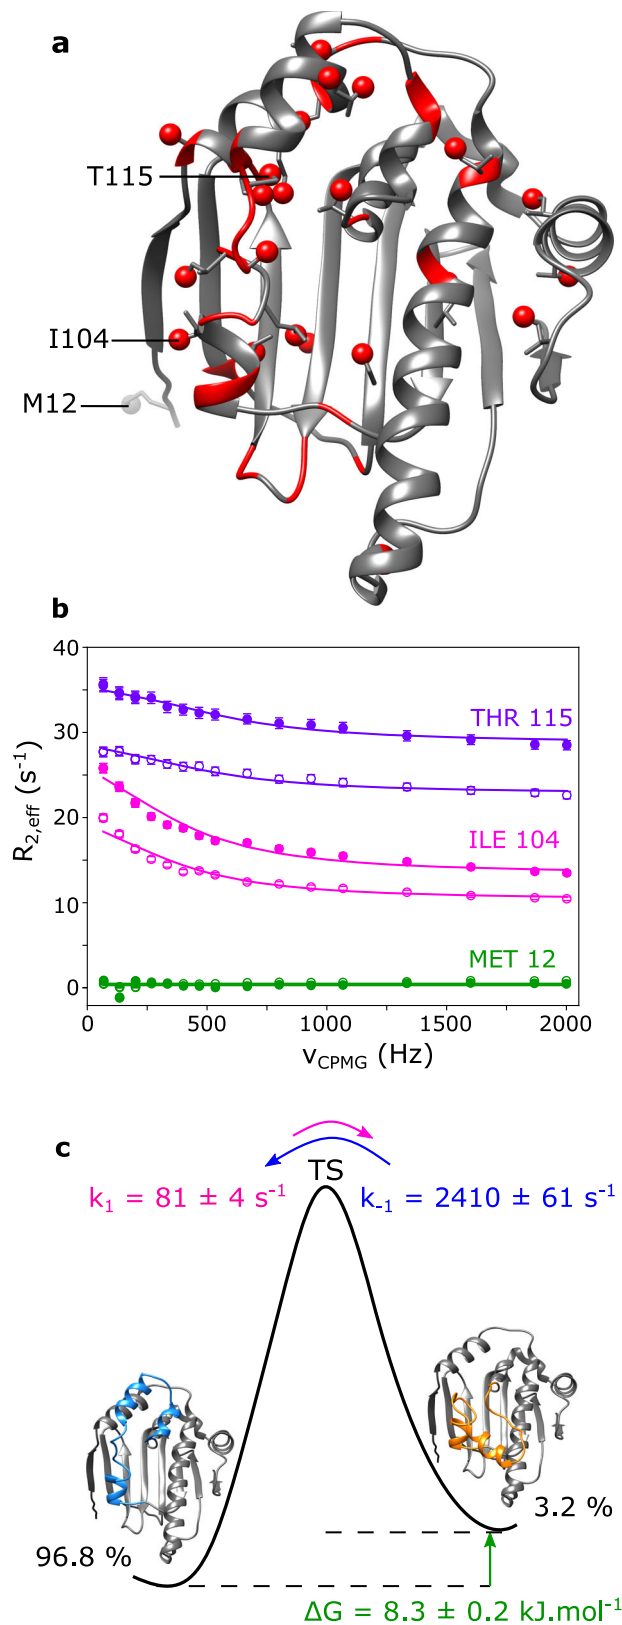 a
T115
I104
M12
b
40
30
20
10
0
R2,eff (s-1)
THR 115
ILE 104
MET 12
0
500
1000
1500
2000
νCPMG (Hz)
c
TS
k1 = 81 ± 4 s-1
k-1 = 2410 ± 61 s-1
96.8 %
3.2 %
ΔG = 8.3 ± 0.2 kJ.mol-1